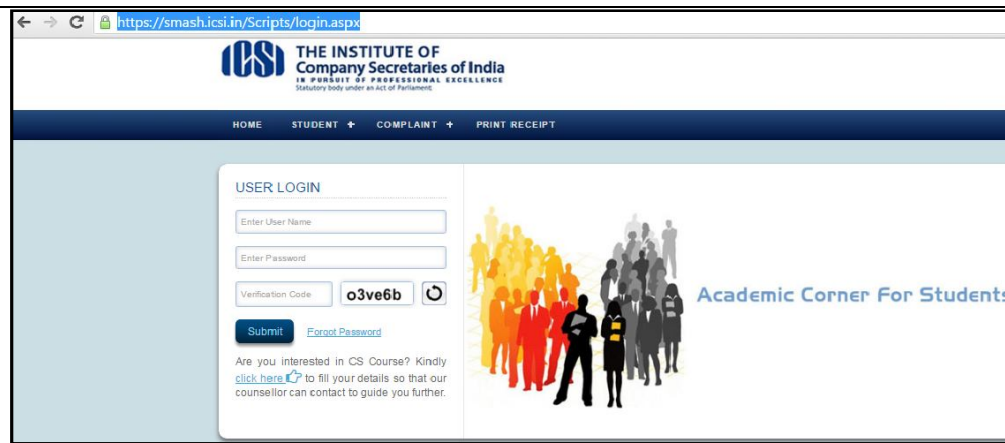 https://smash.icsi.in/Scripts/login.aspx
ICSI
THE INSTITUTE OF
Company Secretaries of India
IN PURSUIT OF PROFESSIONAL EXCELLENCE
Statutory body under an Act of Parliament
HOME STUDENT + COMPLAINT + PRINT RECEIPT
USER LOGIN
Enter User Name
Enter Password
Verification Code o3ve6b
Submit Forgot Password
Are you interested in CS Course? Kindly
click here to fill your details so that our
counsellor can contact to guide you further.
Academic Corner For Students